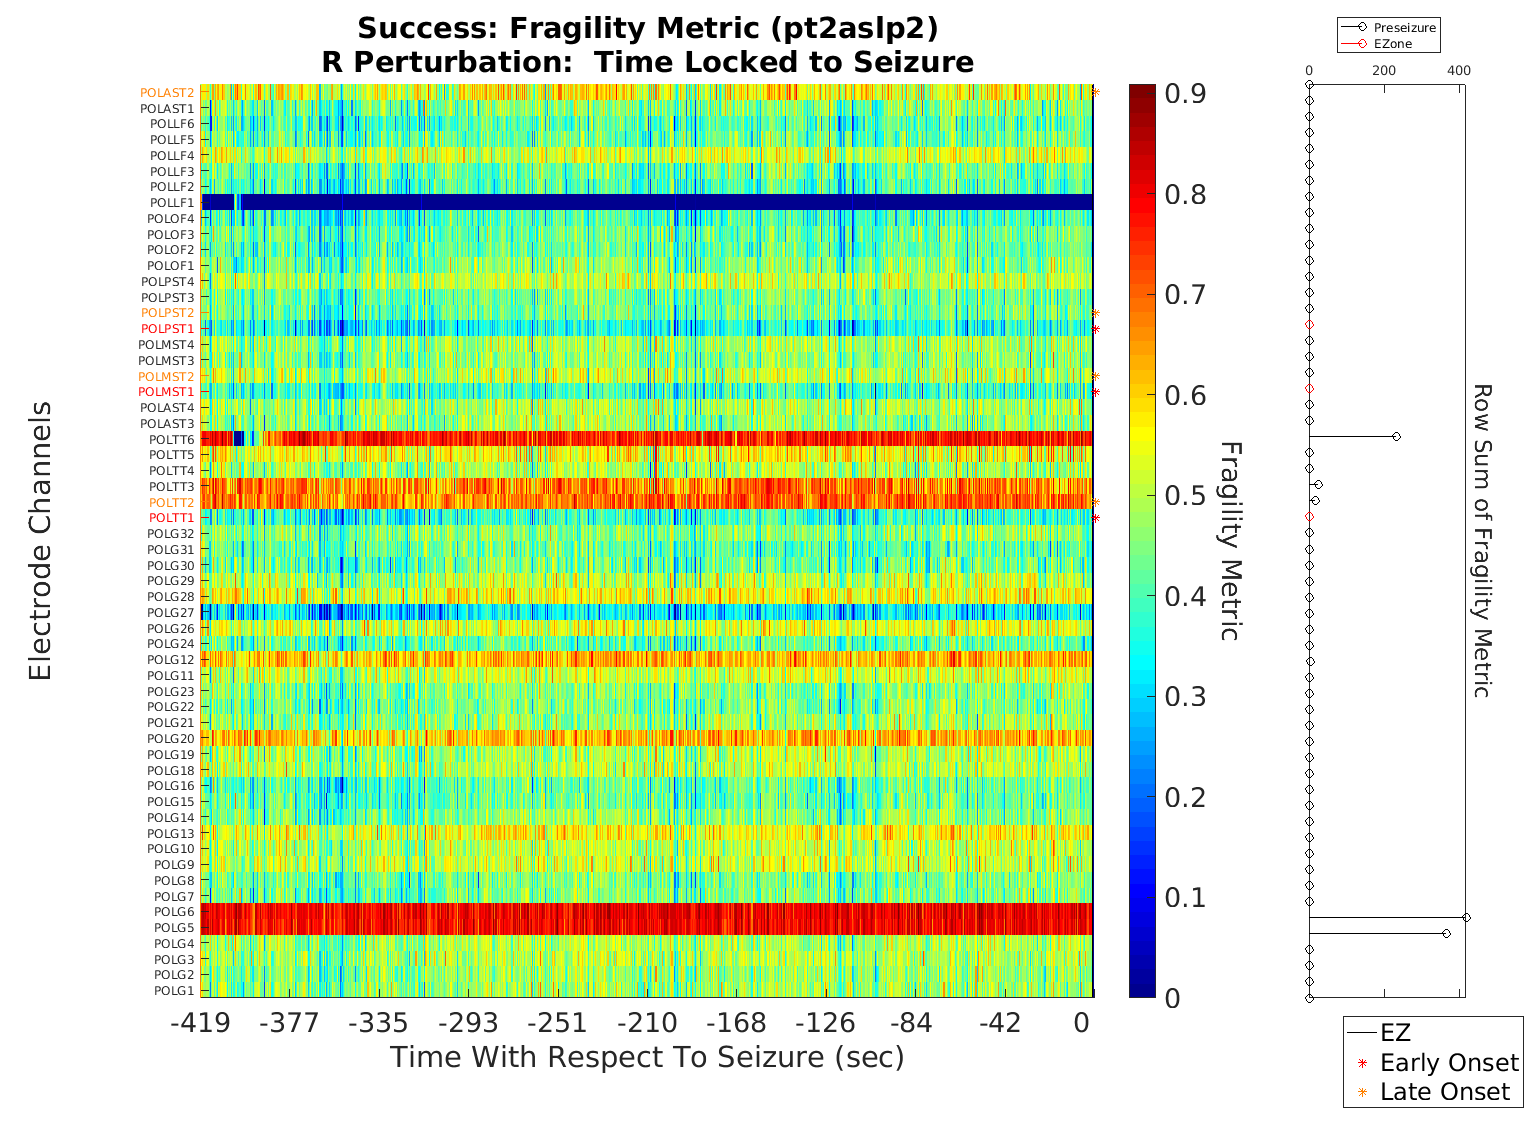 Success: Fragility Metric (pt2aslp2)
R Perturbation:  Time Locked to Seizure
Preseizure
EZone
0 200 400
Electrode Channels
POLAST2
POLAST1
POLLF6
POLLF5
POLLF4
POLLF3
POLLF2
POLLF1
POLOF4
POLOF3
POLOF2
POLOF1
POLPST4
POLPST3
POLPST2
POLPST1
POLMST4
POLMST3
POLMST2
POLMST1
POLAST4
POLAST3
POLTT6
POLTT5
POLTT4
POLTT3
POLTT2
POLTT1
POLG32
POLG31
POLG30
POLG29
POLG28
POLG27
POLG26
POLG24
POLG12
POLG11
POLG23
POLG22
POLG21
POLG20
POLG19
POLG18
POLG16
POLG15
POLG14
POLG13
POLG10
POLG9
POLG8
POLG7
POLG6
POLG5
POLG4
POLG3
POLG2
POLG1
-419 -377 -335 -293 -251 -210 -168 -126 -84 -42 0
Time With Respect To Seizure (sec)
0.9
0.8
0.7
0.6
0.5
0.4
0.3
0.2
0.1
0
Fragility Metric
Row Sum of Fragility Metric
EZ
Early Onset
Late Onset